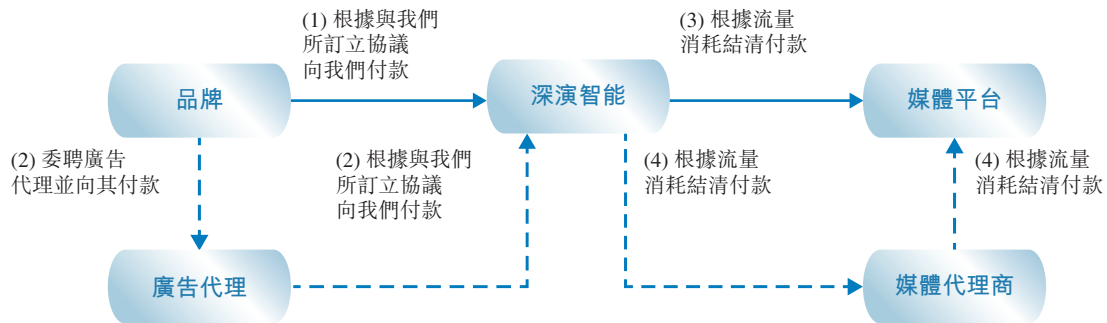 (1) 根據與我們
所訂立協議
向我們付款
(3) 根據流量
消耗結清付款
品牌
深演智能
媒體平台
(2) 委聘廣告
代理並向其付款
(2) 根據與我們
所訂立協議
向我們付款
(4) 根據流量
消耗結清付款
(4) 根據流量
消耗結清付款
廣告代理
媒體代理商